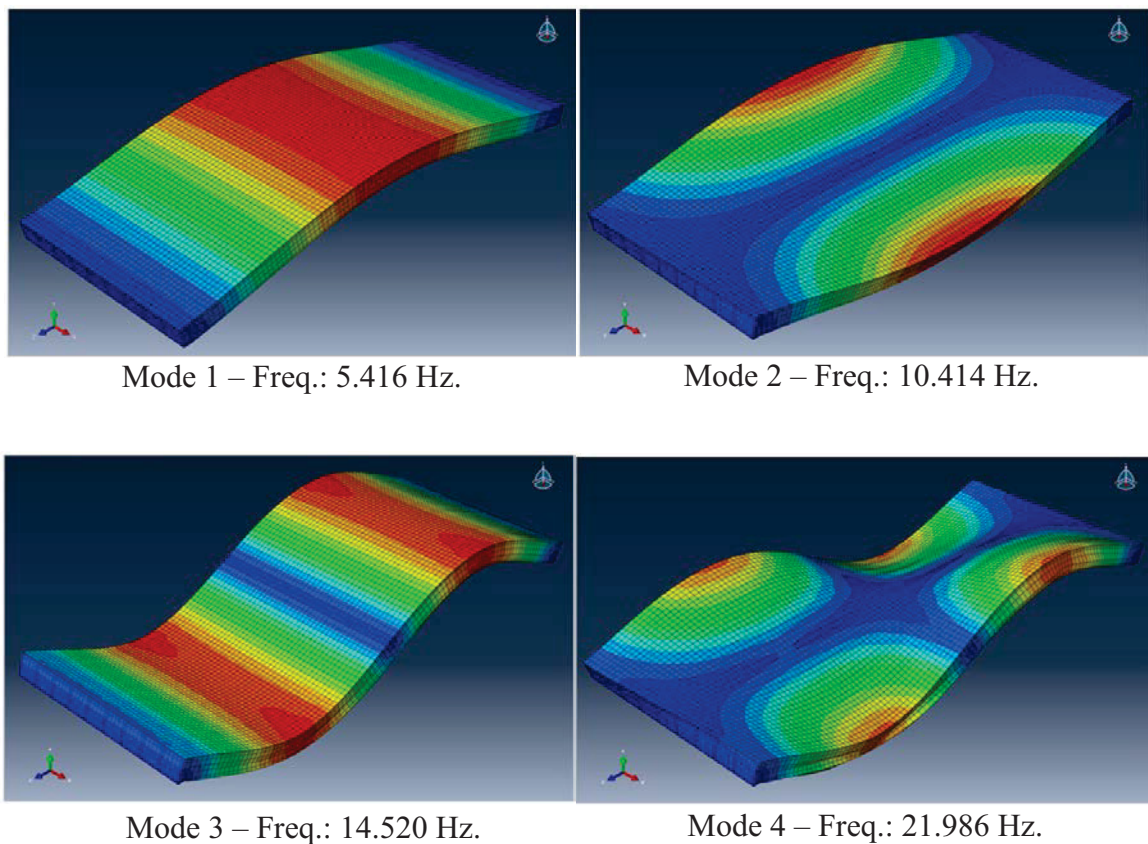 Mode 1 – Freq.: 5.416 Hz.
Mode 2 – Freq.: 10.414 Hz.
Mode 3 – Freq.: 14.520 Hz.
Mode 4 – Freq.: 21.986 Hz.